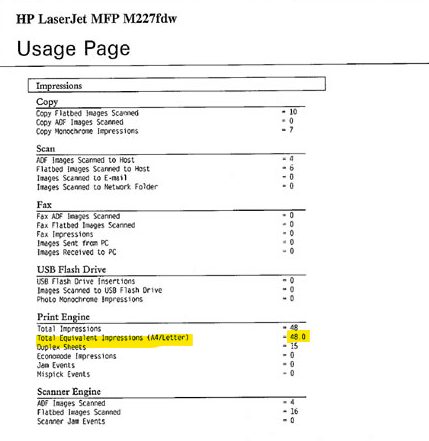 HP LaserJet MFP M227fdw
Usage Page
Impressions
Copy
Copy Flatbed Images Scanned = 10
Copy ADF Images Scanned = 0
Copy Monochrome Impressions = 7
Scan
ADF Images Scanned to Host = 4
Flatbed Images Scanned to Host = 6
Images Scanned to E-mail = 0
Images Scanned to Network Folder = 0
Fax
Fax ADF Images Scanned = 0
Fax Flatbed Images Scanned = 0
Fax Impressions = 0
Images Sent from PC = 0
Images Received to PC = 0
USB Flash Drive
USB Flash Drive Insertions = 0
Images Scanned to USB Flash Drive = 0
Photo Monochrome Impressions = 0
Print Engine
Total Impressions = 48
Total Equivalent Impressions (A4/Letter) = 48.0
Duplex Sheets = 15
Economode Impressions = 0
Jam Events = 0
Mispick Events = 0
Scanner Engine
ADF Images Scanned = 4
Flatbed Images Scanned = 16
Scanner Jam Events = 0